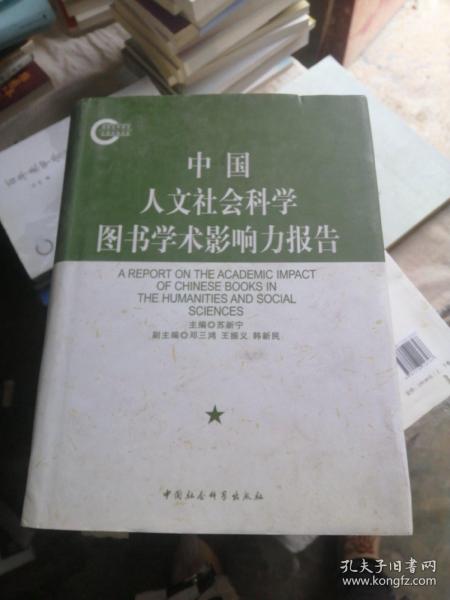 中国
人文社会科学
图书学术影响力报告
A REPORT ON THE ACADEMIC IMPACT
OF CHINESE BOOKS IN
THE HUMANITIES AND SOCIAL
SCIENCES
主编◎苏新宁
副主编◎邓三鸿 王振义 韩新民
中国社会科学出版社
孔夫子旧书网
www.kongfz.com